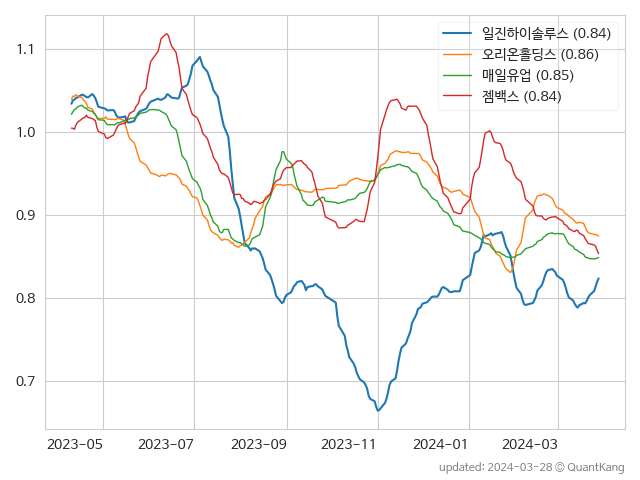 일진하이솔루스 (0.84)
오리온홀딩스 (0.86)
매일유업 (0.85)
젬백스 (0.84)
1.1
1.0
0.9
0.8
0.7
2023-05 2023-07 2023-09 2023-11 2024-01 2024-03
updated: 2024-03-28 © QuantKang